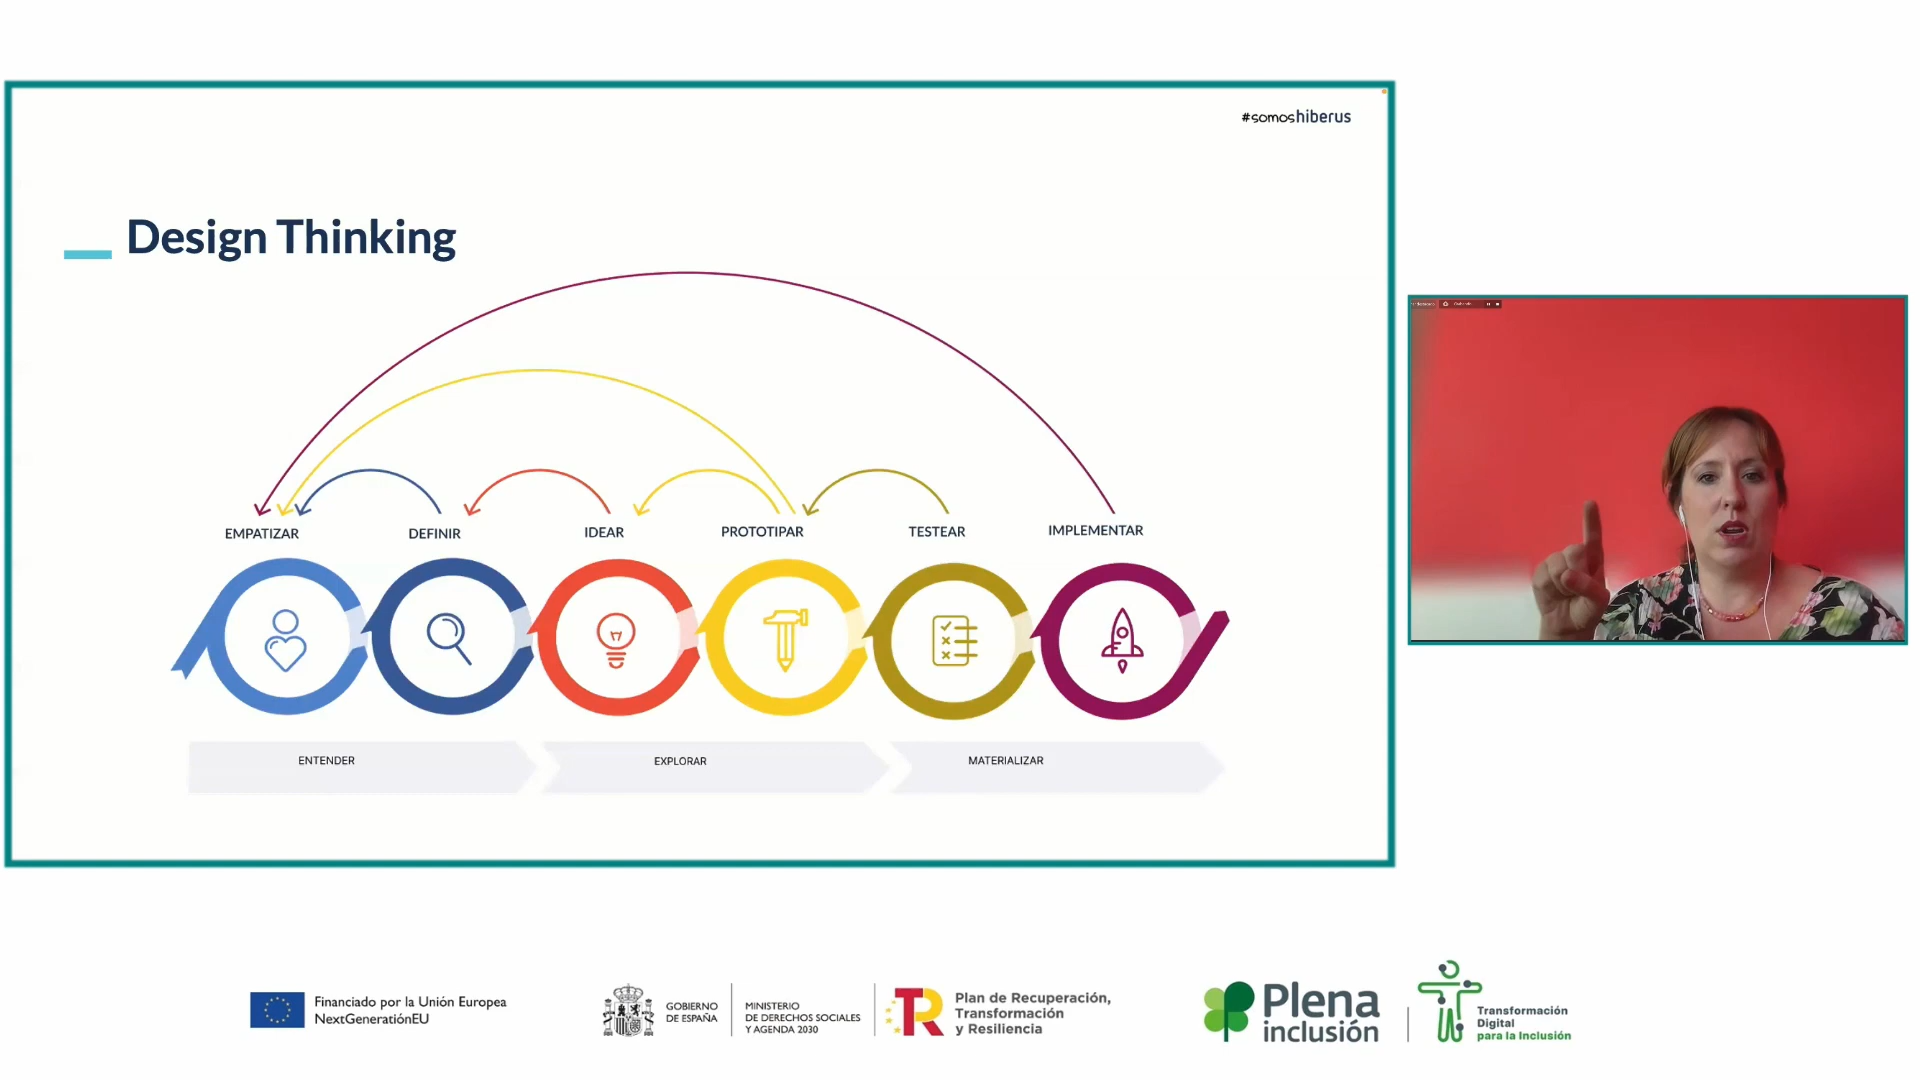 #somoshiberus
Design Thinking
EMPATIZAR
DEFINIR
IDEAR
PROTOTIPAR
TESTEAR
IMPLEMENTAR
ENTENDER
EXPLORAR
MATERIALIZAR
Financiado por la Unión Europea
NextGenerationEU
GOBIERNO
DE ESPAÑA
MINISTERIO
DE DERECHOS SOCIALES
Y AGENDA 2030
TR
Plan de Recuperación,
Transformación
y Resiliencia
Plena
inclusión
Transformación
Digital
para la Inclusión